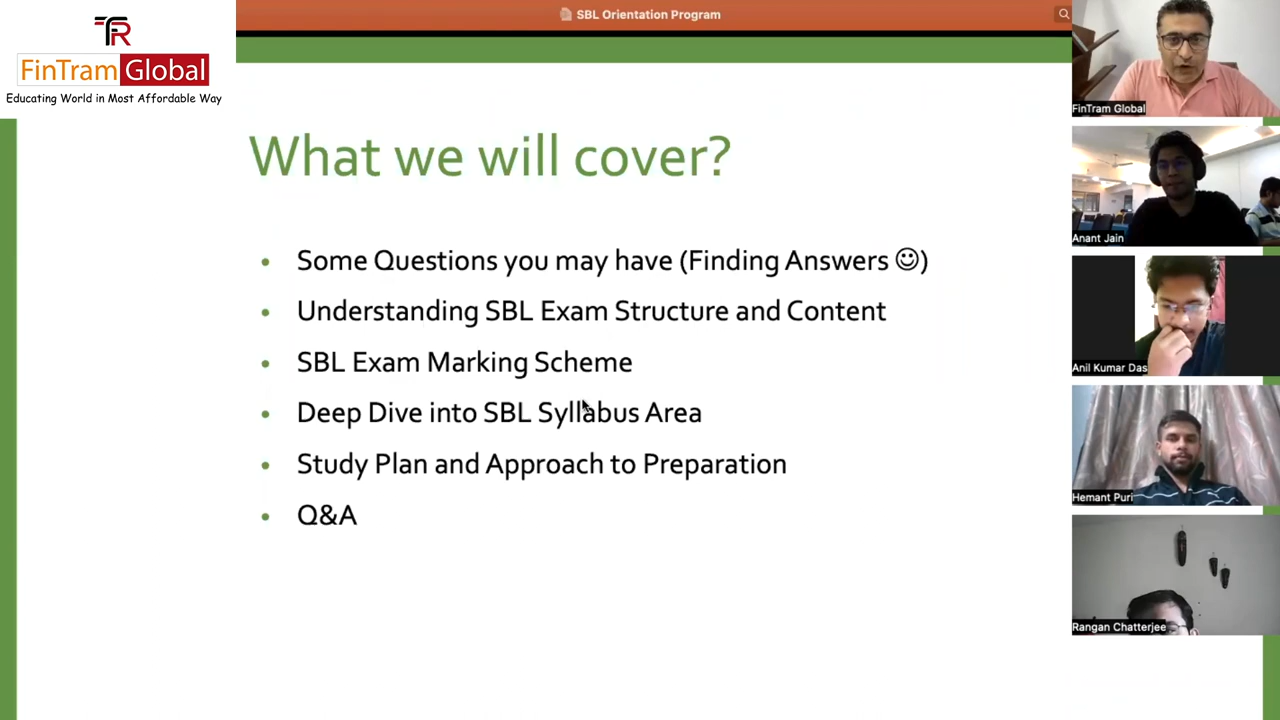 TR
FinTram Global
Educating World in Most Affordable Way
SBL Orientation Program
What we will cover?
• Some Questions you may have (Finding Answers ☺)
• Understanding SBL Exam Structure and Content
• SBL Exam Marking Scheme
• Deep Dive into SBL Syllabus Area
• Study Plan and Approach to Preparation
• Q&A
FinTram Global
Anant Jain
Anil Kumar Das
Hemant Puri
Rangan Chatterjee